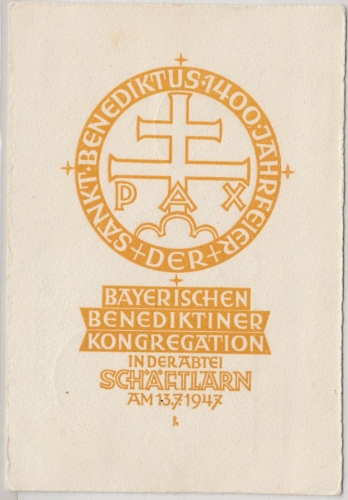 SANKT·BENEDIKTUS·1400·JAHRFEIER
DER
PAX
BAYERISCHEN
BENEDIKTINER
KONGREGATION
IN DER ABTEI
SCHÄFTLARN
AM 13.7.1947